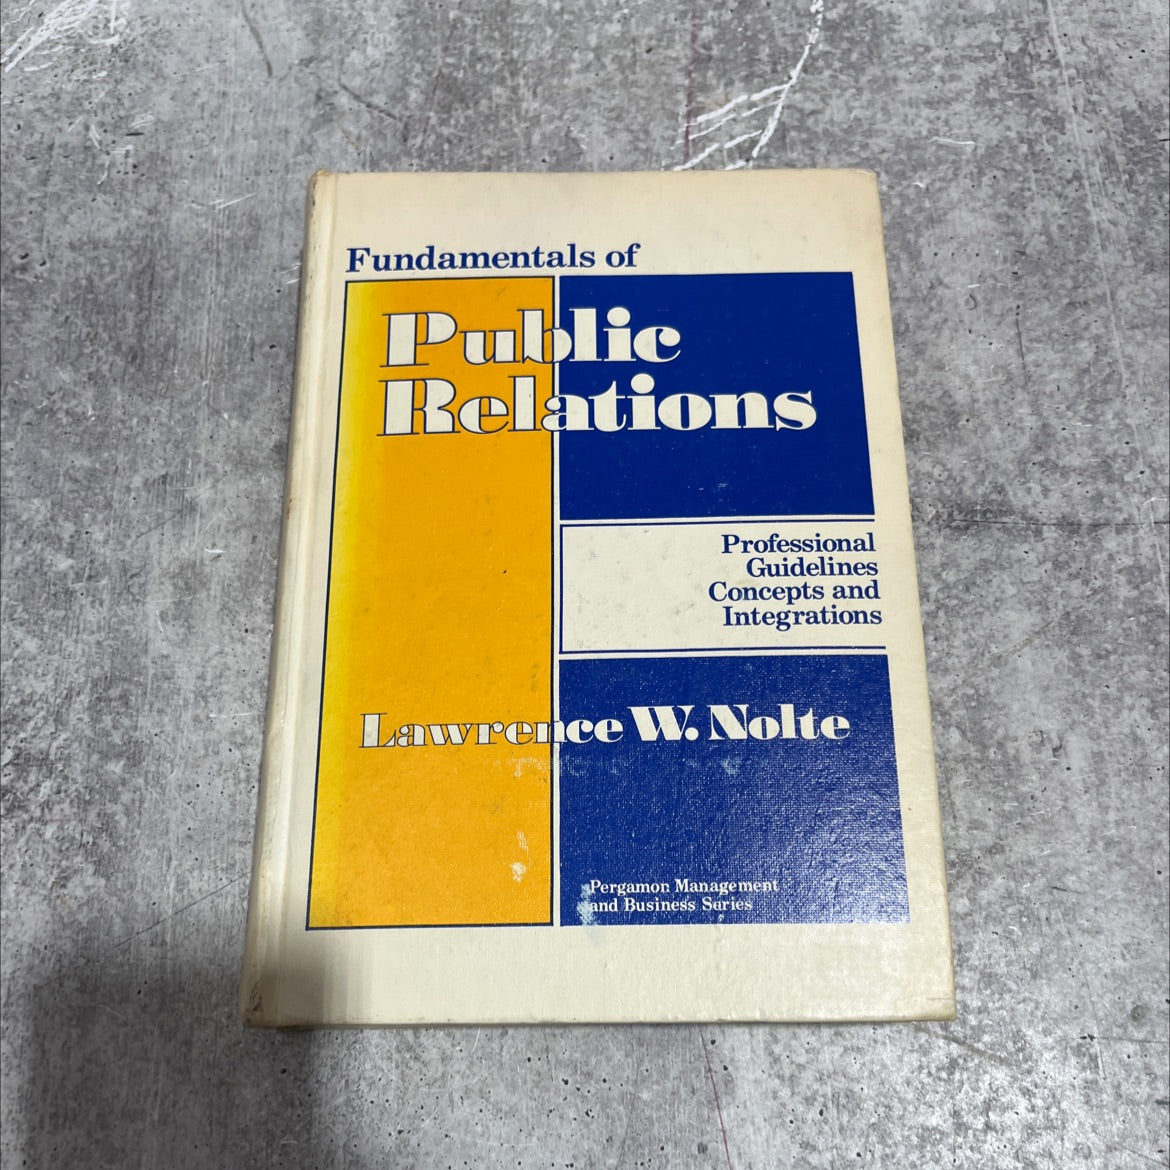 Fundamentals of
Public
Relations
Professional
Guidelines
Concepts and
Integrations
Lawrence W. Nolte
Pergamon Management
and Business Series